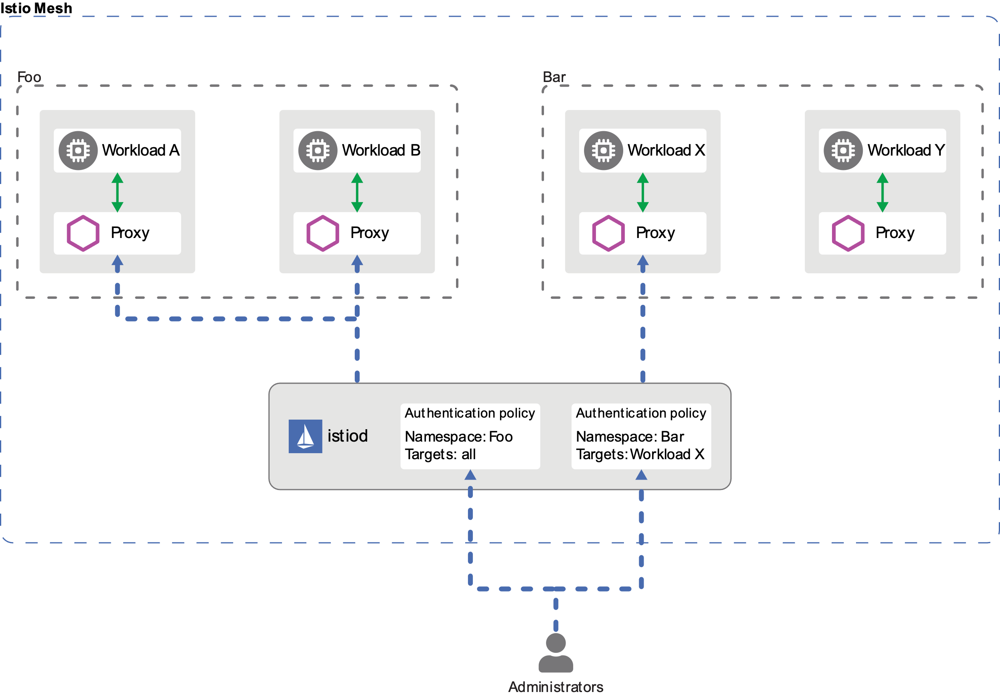 Istio Mesh
Foo
Bar
Workload A
Workload B
Workload X
Workload Y
Proxy
Proxy
Proxy
Proxy
istiod
Authentication policy
Namespace: Foo
Targets: all
Authentication policy
Namespace: Bar
Targets: Workload X
Administrators